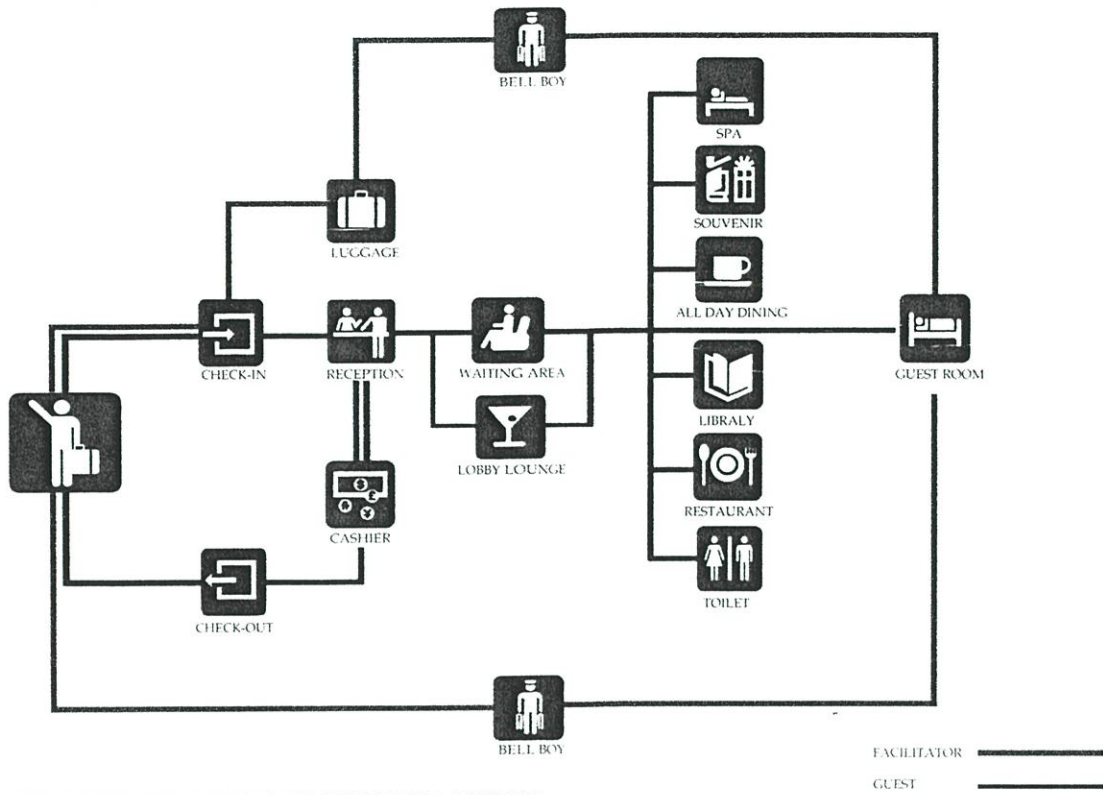 BELL BOY
SPA
SOUVENIR
LUGGAGE
ALL DAY DINING
CHECK-IN
RECEPTION
WAITING AREA
GUEST ROOM
LIBRALY
LOBBY LOUNGE
RESTAURANT
$
£
¥
CASHIER
TOILET
CHECK-OUT
BELL BOY
FACILITATOR
GUEST